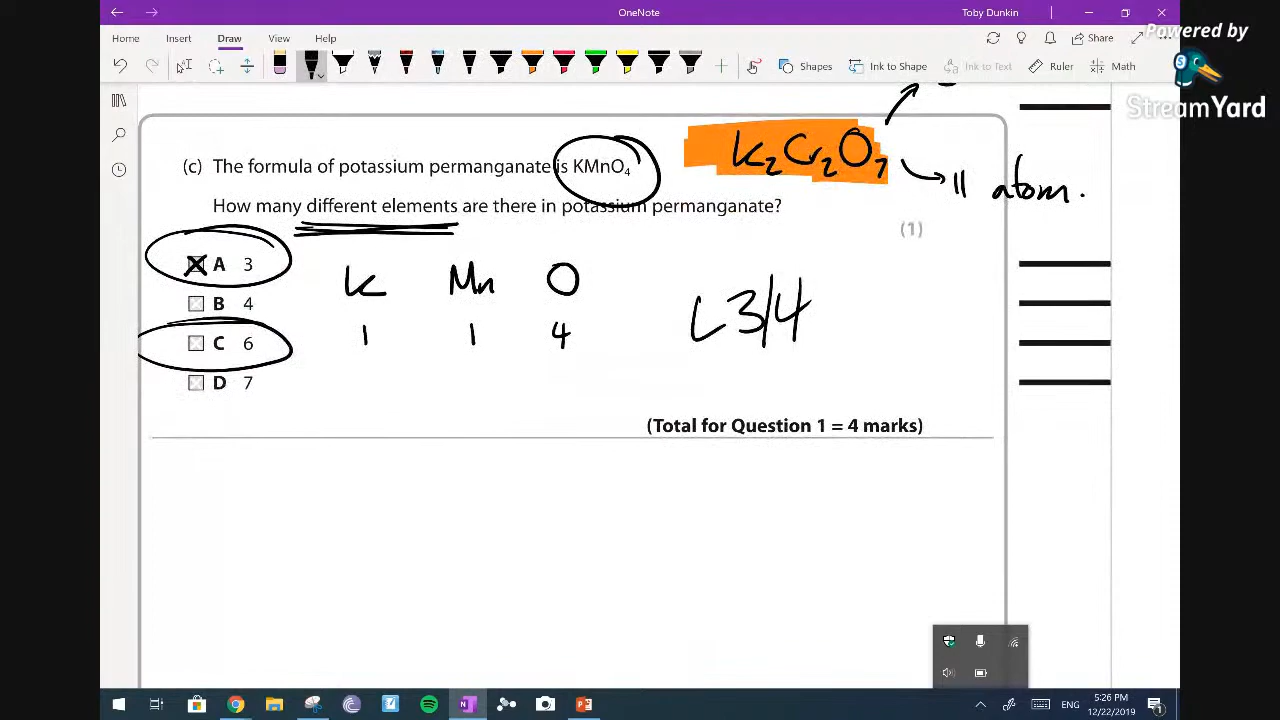 OneNote
Toby Dunkin
Powered by
StreamYard
Home Insert Draw View Help
Share
Shapes Ink to Shape Ink to Text Ruler Math
(c) The formula of potassium permanganate is KMnO4
K2Cr2O7
11 atom.
How many different elements are there in potassium permanganate?
(1)
A 3
B 4
C 6
D 7
K Mn O
1 1 4
L3/4
(Total for Question 1 = 4 marks)
ENG
5:26 PM
12/22/2019